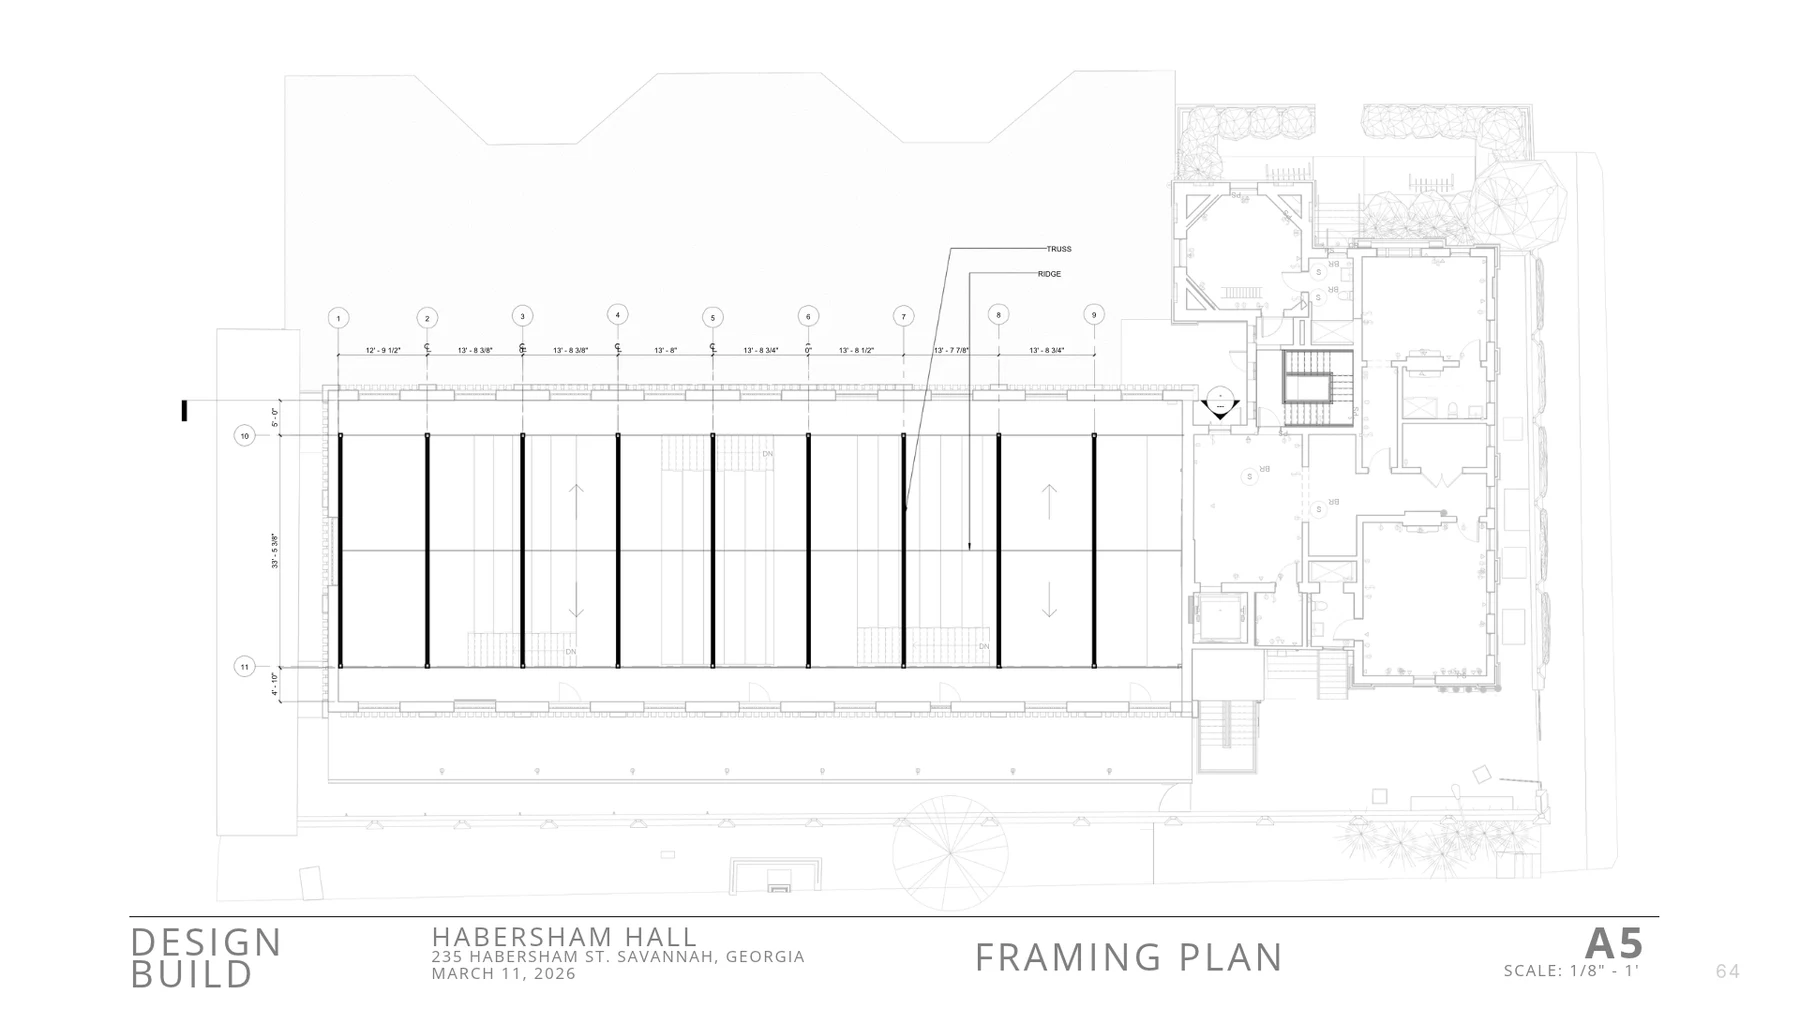 TRUSS
RIDGE
1
2
3
4
5
6
7
8
9
12' - 9 1/2"
13' - 8 3/8"
13' - 8 3/8"
13' - 8"
13' - 8 3/4"
13' - 8 1/2"
13' - 7 7/8"
13' - 8 3/4"
5' - 0"
10
33' - 5 3/8"
11
4' - 10"
DN
DN
DN
BR
BR
BR
BR
S
S
S
S
DESIGN
BUILD
HABERSHAM HALL
235 HABERSHAM ST. SAVANNAH, GEORGIA
MARCH 11, 2026
FRAMING PLAN
A5
SCALE: 1/8" - 1'
64